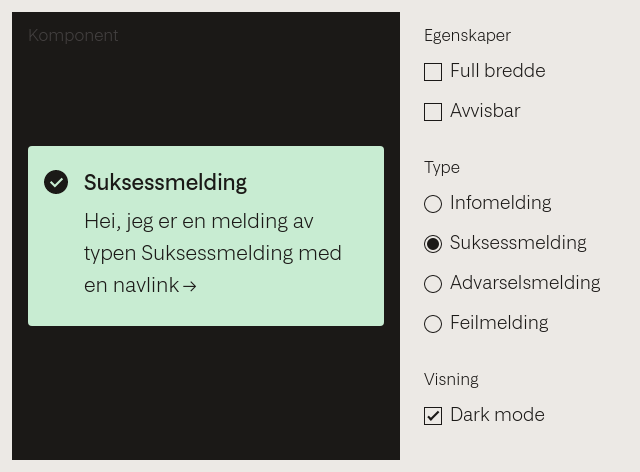 Komponent
Suksessmelding
Hei, jeg er en melding av
typen Suksessmelding med
en navlink →
Egenskaper
Full bredde
Avvisbar
Type
Infomelding
Suksessmelding
Advarselsmelding
Feilmelding
Visning
Dark mode